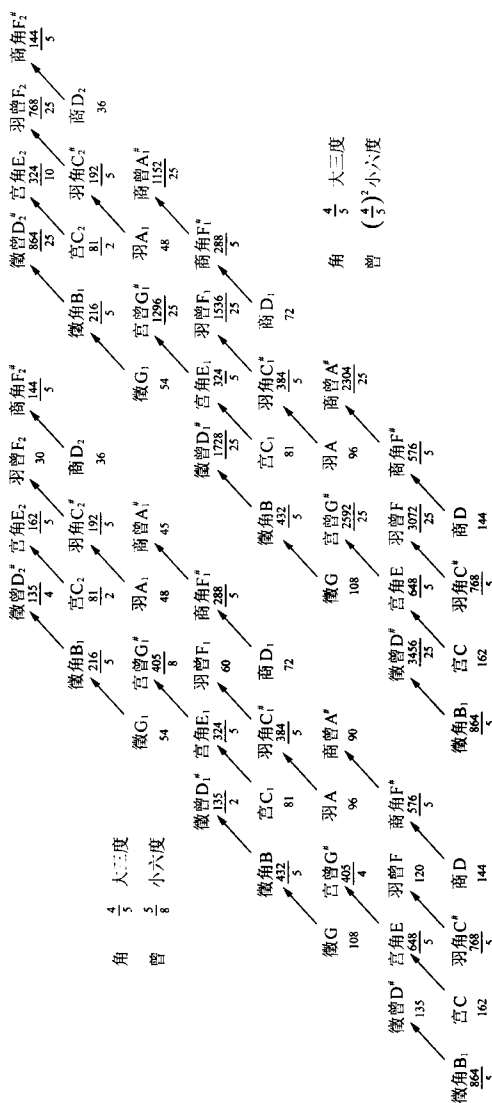 角 4/5 大三度
曾 5/8 小六度
徵曾D₂# 135/4 宫角E₂ 162/5 羽曾F₂ 30 商角F₂# 144/5
徵角B₁ 216/5 宫C₂ 81/2 羽角C₂# 192/5 商D₂ 36
徵G₁ 54 宫曾G₁# 405/8 羽A₁ 48 商曾A₁# 45
徵曾D₁# 135/2 宫角E₁ 324/5 羽曾F₁ 60 商角F₁# 288/5
徵角B 432/5 宫C₁ 81 羽角C₁# 384/5 商D₁ 72
徵G 108 宫曾G# 405/4 羽A 96 商曾A# 90
徵曾D# 135 宫角E 648/5 羽曾F 120 商角F# 576/5
徵角B₁ 864/5 宫C 162 羽角C# 768/5 商D 144
徵曾D₂# 864/25 宫角E₂ 324/10 羽曾F₂ 768/25 商角F₂# 144/5
徵角B₁ 216/5 宫C₂ 81/2 羽角C₂# 192/5 商D₂ 36
徵G₁ 54 宫曾G₁# 1296/25 羽A₁ 48 商曾A₁# 1152/25
徵曾D₁# 1728/25 宫角E₁ 324/5 羽曾F₁ 1536/25 商角F₁# 288/5
徵角B 432/5 宫C₁ 81 羽角C₁# 384/5 商D₁ 72
徵G 108 宫曾G# 2592/25 羽A 96 商曾A# 2304/25
徵曾D# 3456/25 宫角E 648/5 羽曾F 3072/25 商角F# 576/5
徵角B₁ 864/5 宫C 162 羽角C# 768/5 商D 144
角 4/5 大三度
曾 (4/5)² 小六度